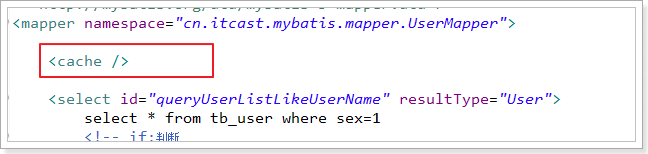 <mapper namespace="cn.itcast.mybatis.mapper.UserMapper">
<cache />
<select id="queryUserListLikeUserName" resultType="User">
select * from tb_user where sex=1
<!-- if:判断